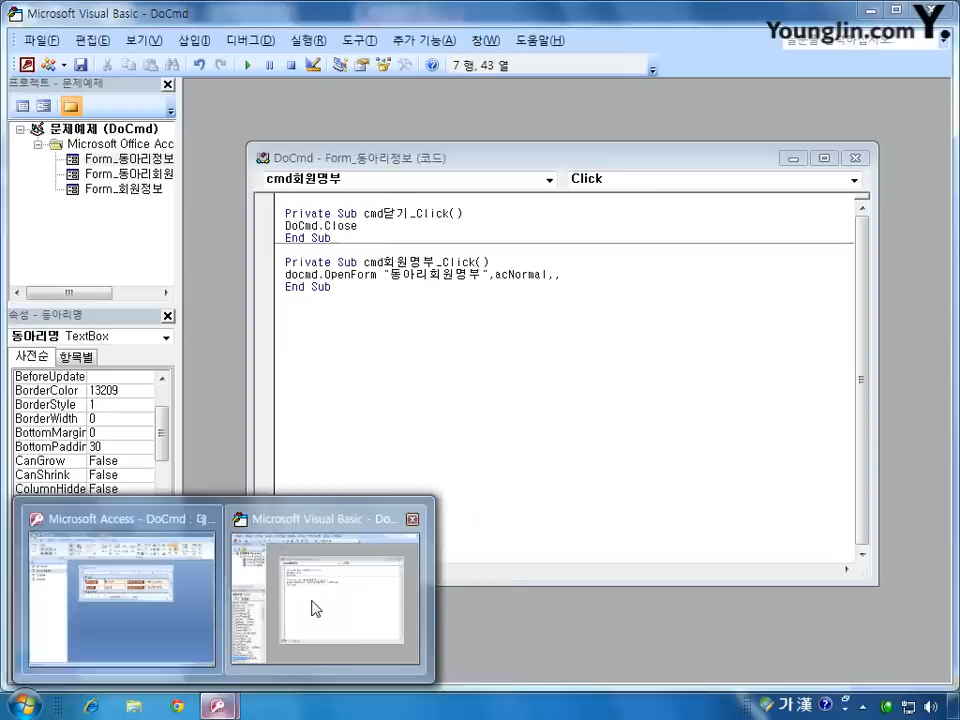 Microsoft Visual Basic - DoCmd
YoungJin.com Y.
파일(F) 편집(E) 보기(V) 삽입(I) 디버그(D) 실행(R) 도구(T) 추가 기능(A) 창(W) 도움말(H)
7 행, 43 열
프로젝트 - 문제예제
문제예제 (DoCmd)
Microsoft Office Acc
Form_동아리정보
Form_동아리회원
Form_회원정보
DoCmd - Form_동아리정보 (코드)
cmd회원명부 Click
Private Sub cmd닫기_Click()
DoCmd.Close
End Sub
Private Sub cmd회원명부_Click()
docmd.OpenForm "동아리회원명부",acNormal,,
End Sub
속성 - 동아리명
동아리명 TextBox
사전순 항목별
BeforeUpdate
BorderColor 13209
BorderStyle 1
BorderWidth 0
BottomMargin 0
BottomPaddin 30
CanGrow False
CanShrink False
ColumnHidde False
Microsoft Access - DoCmd : 데...
Microsoft Visual Basic - Do...
가 漢